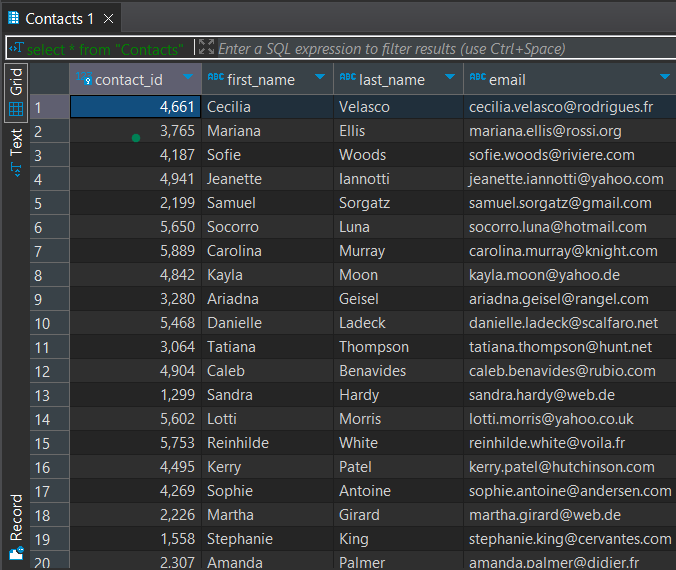 Contacts 1
select * from "Contacts" Enter a SQL expression to filter results (use Ctrl+Space)
Grid
Text
Record
123 contact_id ABC first_name ABC last_name ABC email
1 4,661 Cecilia Velasco cecilia.velasco@rodrigues.fr
2 3,765 Mariana Ellis mariana.ellis@rossi.org
3 4,187 Sofie Woods sofie.woods@riviere.com
4 4,941 Jeanette Iannotti jeanette.iannotti@yahoo.com
5 2,199 Samuel Sorgatz samuel.sorgatz@gmail.com
6 5,650 Socorro Luna socorro.luna@hotmail.com
7 5,889 Carolina Murray carolina.murray@knight.com
8 4,842 Kayla Moon kayla.moon@yahoo.de
9 3,280 Ariadna Geisel ariadna.geisel@rangel.com
10 5,468 Danielle Ladeck danielle.ladeck@scalfaro.net
11 3,064 Tatiana Thompson tatiana.thompson@hunt.net
12 4,904 Caleb Benavides caleb.benavides@rubio.com
13 1,299 Sandra Hardy sandra.hardy@web.de
14 5,602 Lotti Morris lotti.morris@yahoo.co.uk
15 5,753 Reinhilde White reinhilde.white@voila.fr
16 4,495 Kerry Patel kerry.patel@hutchinson.com
17 4,269 Sophie Antoine sophie.antoine@andersen.com
18 2,226 Martha Girard martha.girard@web.de
19 1,558 Stephanie King stephanie.king@cervantes.com
20 2,307 Amanda Palmer amanda.palmer@didier.fr